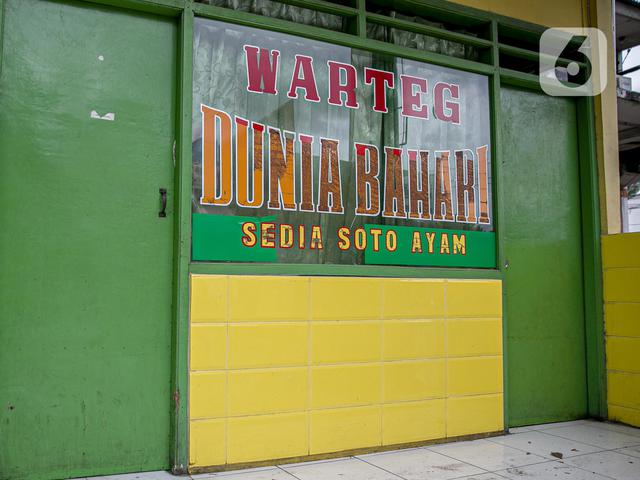 WARTEG
DUNIA BAHARI
SEDIA SOTO AYAM
6